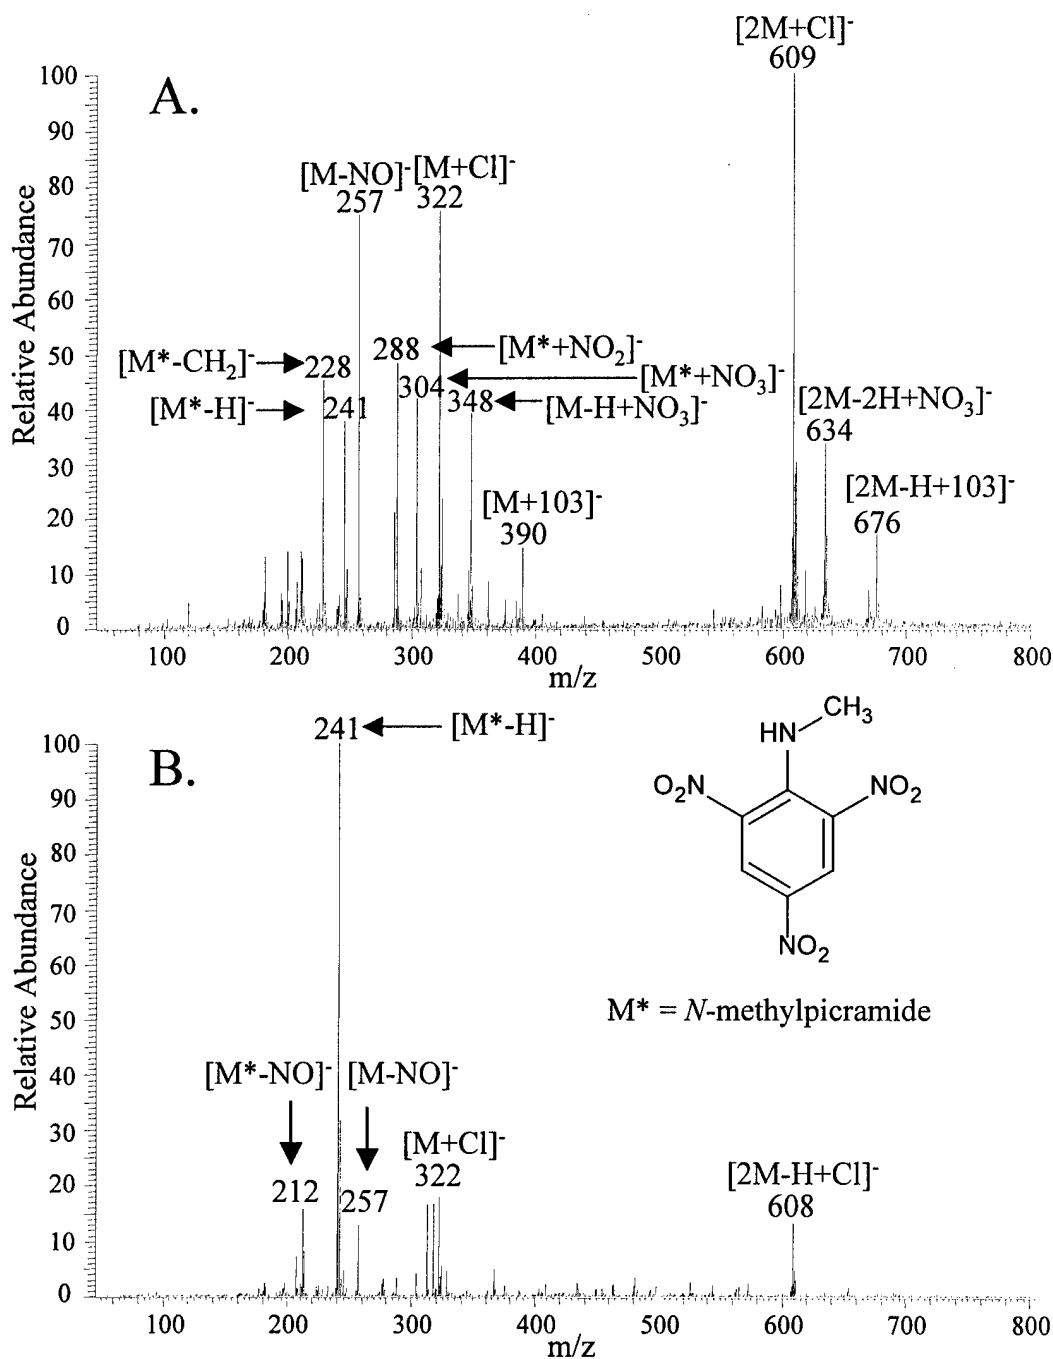 [2M+Cl]-
609
A.
100
90
80
70
60
50
40
30
20
10
0
Relative Abundance
[M-NO]-
257
[M+Cl]-
322
[M*-CH2]-
228
[M*-H]-
241
288
[M*+NO2]-
304
[M*+NO3]-
348
[M-H+NO3]-
[M+103]-
390
[2M-2H+NO3]-
634
[2M-H+103]-
676
100 200 300 400 500 600 700 800
m/z
241
[M*-H]-
B.
100
90
80
70
60
50
40
30
20
10
0
Relative Abundance
[M*-NO]-
212
[M-NO]-
257
[M+Cl]-
322
[2M-H+Cl]-
608
CH3
HN
O2N
NO2
NO2
M* = N-methylpicramide
100 200 300 400 500 600 700 800
m/z